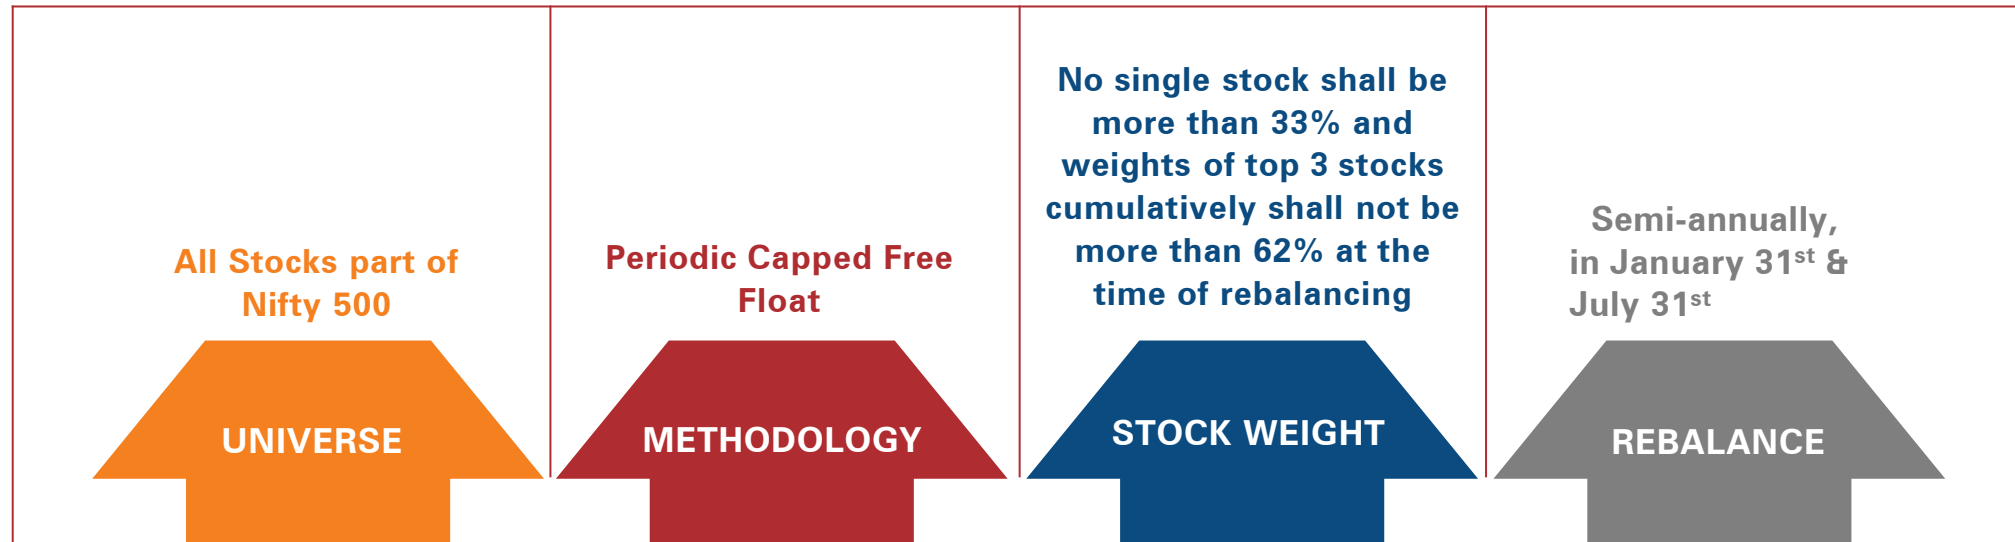 All Stocks part of
Nifty 500
UNIVERSE
Periodic Capped Free
Float
METHODOLOGY
No single stock shall be
more than 33% and
weights of top 3 stocks
cumulatively shall not be
more than 62% at the
time of rebalancing
STOCK WEIGHT
Semi-annually,
in January 31st &
July 31st
REBALANCE